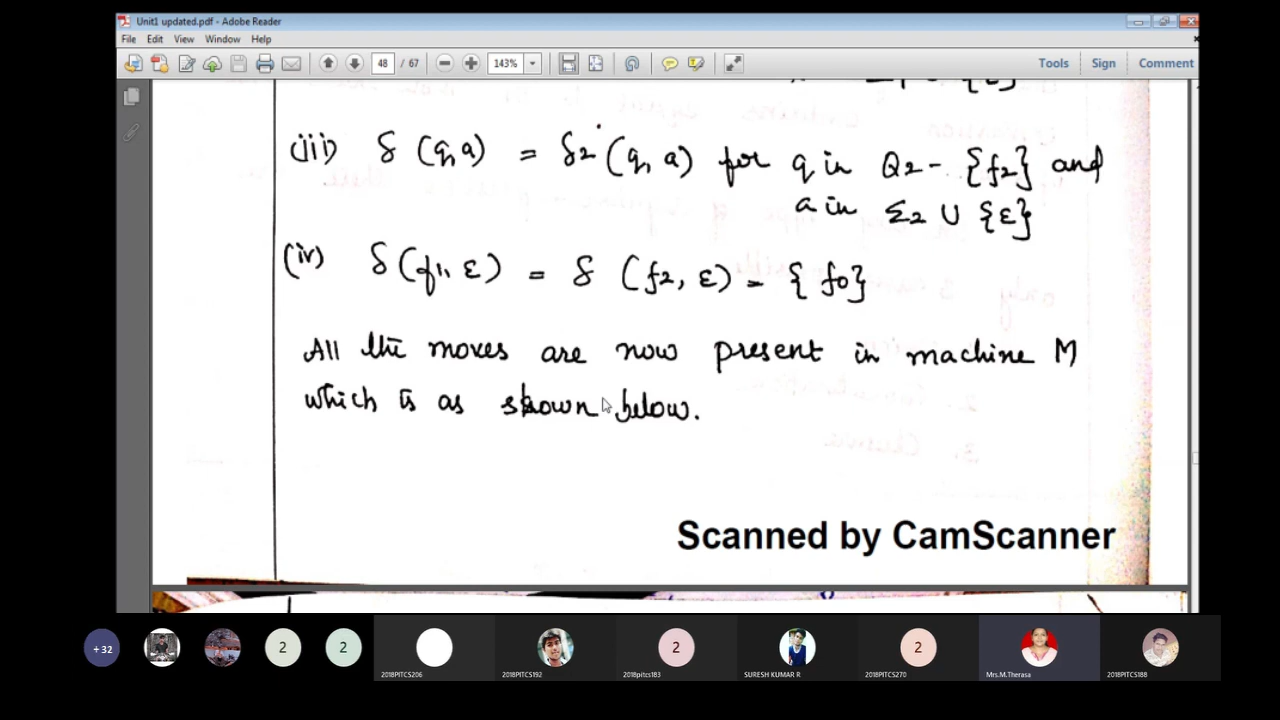 Unit1 updated.pdf - Adobe Reader
File Edit View Window Help
48 / 67 143% Tools Sign Comment
(iii) δ (q, a) = δ2 (q, a) for q in Q2 - {f2} and
a in Σ2 ∪ {ε}
(iv) δ (f1, ε) = δ (f2, ε) = { f0}
All the moves are now present in machine M
which is as shown below.
Scanned by CamScanner
+32 2 2 2 2
2018PITCS206 2018PITCS192 2018pitcs183 SURESH KUMAR R 2018PITCS270 Mrs.M.Therasa 2018PITCS188